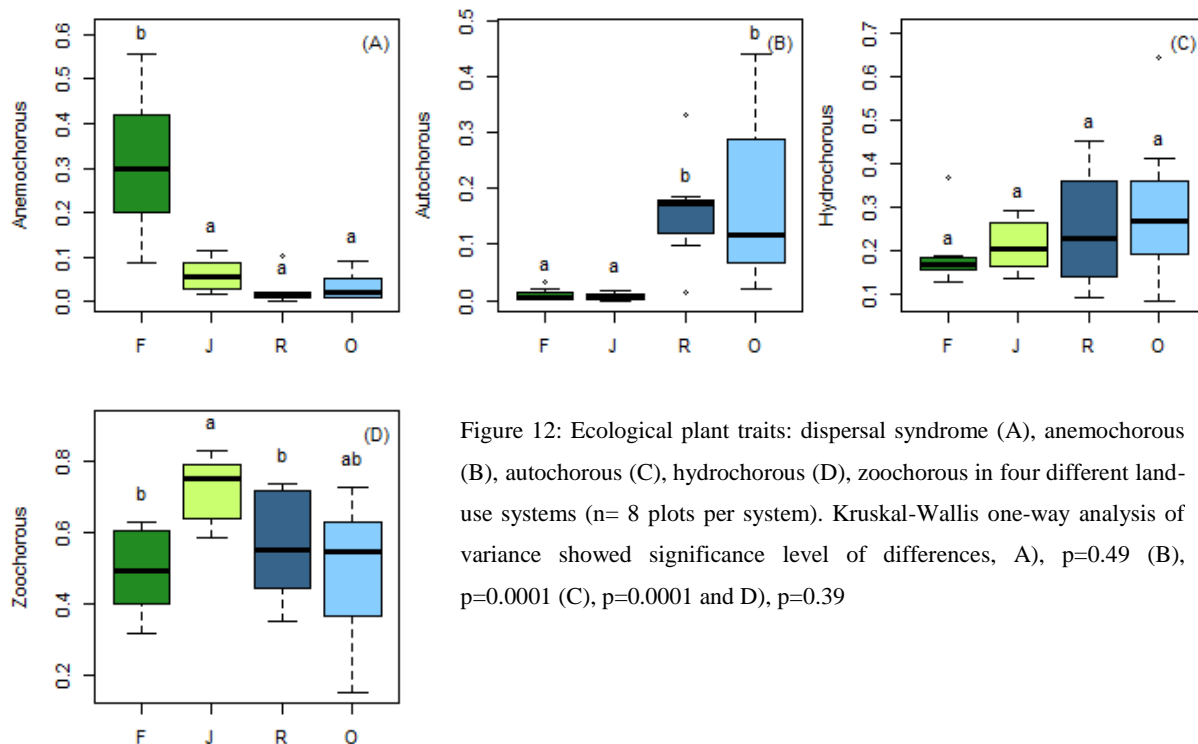 (A)
Anemochorous
0.6
0.5
0.4
0.3
0.2
0.1
0.0
b
a
a
a
F J R O
(B)
Autochorous
0.5
0.4
0.3
0.2
0.1
0.0
a
a
b
b
F J R O
(C)
Hydrochorous
0.7
0.6
0.5
0.4
0.3
0.2
0.1
a
a
a
a
F J R O
(D)
Zoochorous
0.8
0.6
0.4
0.2
b
a
b
ab
F J R O
Figure 12: Ecological plant traits: dispersal syndrome (A), anemochorous
(B), autochorous (C), hydrochorous (D), zoochorous in four different land-
use systems (n= 8 plots per system). Kruskal-Wallis one-way analysis of
variance showed significance level of differences, A), p=0.49 (B),
p=0.0001 (C), p=0.0001 and D), p=0.39